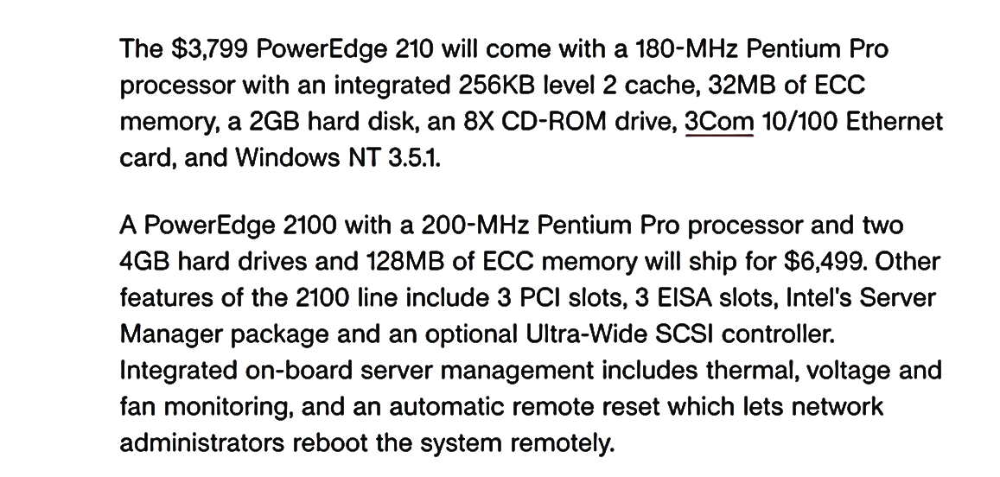 The $3,799 PowerEdge 210 will come with a 180-MHz Pentium Pro
processor with an integrated 256KB level 2 cache, 32MB of ECC
memory, a 2GB hard disk, an 8X CD-ROM drive, 3Com 10/100 Ethernet
card, and Windows NT 3.5.1.
A PowerEdge 2100 with a 200-MHz Pentium Pro processor and two
4GB hard drives and 128MB of ECC memory will ship for $6,499. Other
features of the 2100 line include 3 PCI slots, 3 EISA slots, Intel's Server
Manager package and an optional Ultra-Wide SCSI controller.
Integrated on-board server management includes thermal, voltage and
fan monitoring, and an automatic remote reset which lets network
administrators reboot the system remotely.